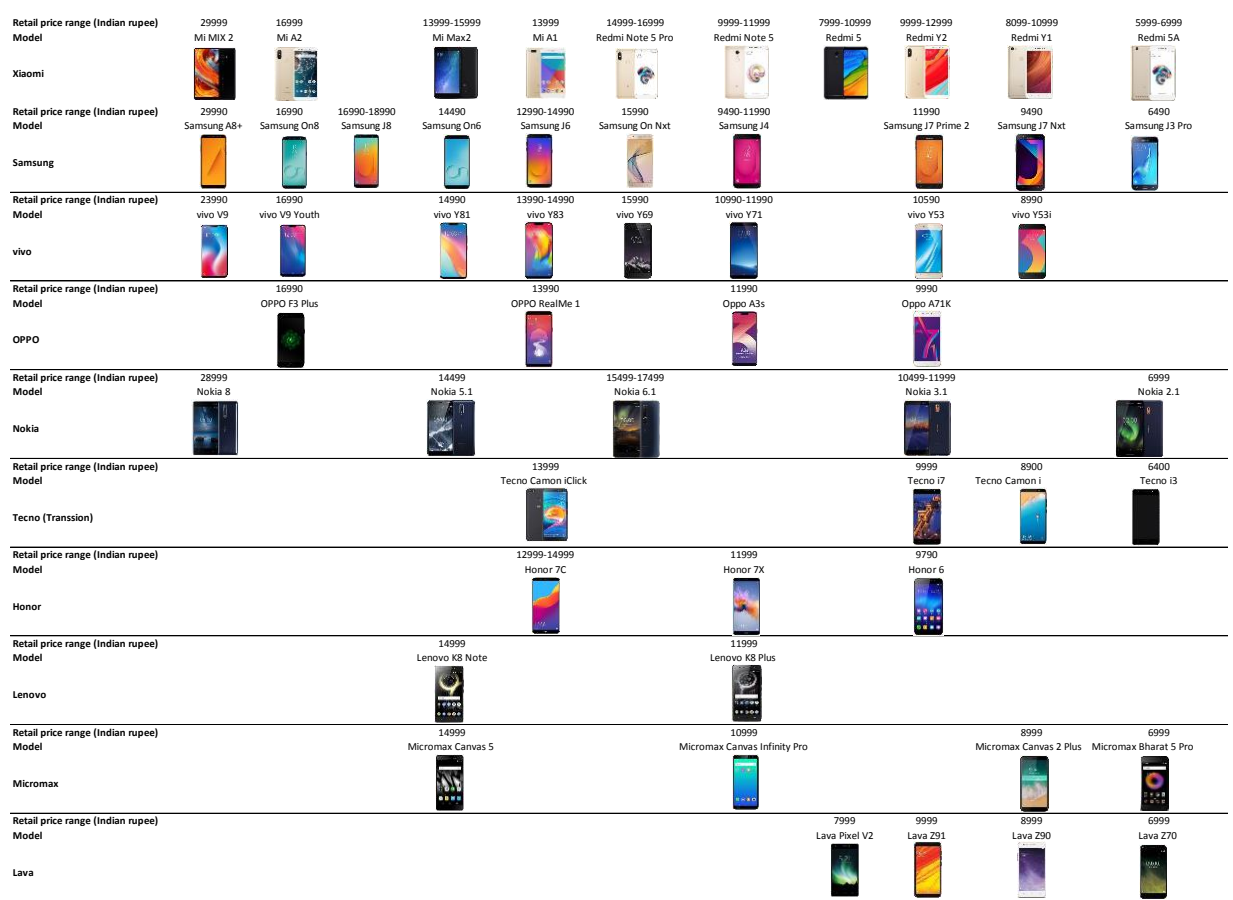 Retail price range (Indian rupee) 29999 16999 13999-15999 13999 14999-16999 9999-11999 7999-10999 9999-12999 8099-10999 5999-6999
Model Mi MIX 2 Mi A2 Mi Max2 Mi A1 Redmi Note 5 Pro Redmi Note 5 Redmi 5 Redmi Y2 Redmi Y1 Redmi 5A
Xiaomi
Retail price range (Indian rupee) 29990 16990 16990-18990 14490 12990-14990 15990 9490-11990 11990 9490 6490
Model Samsung A8+ Samsung On8 Samsung J8 Samsung On6 Samsung J6 Samsung On Nxt Samsung J4 Samsung J7 Prime 2 Samsung J7 Nxt Samsung J3 Pro
Samsung
Retail price range (Indian rupee) 23990 16990 14990 13990-14990 15990 10990-11990 10590 8990
Model vivo V9 vivo V9 Youth vivo Y81 vivo Y83 vivo Y69 vivo Y71 vivo Y53 vivo Y53i
vivo
Retail price range (Indian rupee) 16990 13990 11990 9990
Model OPPO F3 Plus OPPO RealMe 1 Oppo A3s Oppo A71K
OPPO
Retail price range (Indian rupee) 28999 14499 15499-17499 10499-11999 6999
Model Nokia 8 Nokia 5.1 Nokia 6.1 Nokia 3.1 Nokia 2.1
Nokia
Retail price range (Indian rupee) 13999 9999 8900 6400
Model Tecno Camon iClick Tecno i7 Tecno Camon i Tecno i3
Tecno (Transsion)
Retail price range (Indian rupee) 12999-14999 11999 9790
Model Honor 7C Honor 7X Honor 6
Honor
Retail price range (Indian rupee) 14999 11999
Model Lenovo K8 Note Lenovo K8 Plus
Lenovo
Retail price range (Indian rupee) 14999 10999 8999 6999
Model Micromax Canvas 5 Micromax Canvas Infinity Pro Micromax Canvas 2 Plus Micromax Bharat 5 Pro
Micromax
Retail price range (Indian rupee) 7999 9999 8999 6999
Model Lava Pixel V2 Lava Z91 Lava Z90 Lava Z70
Lava